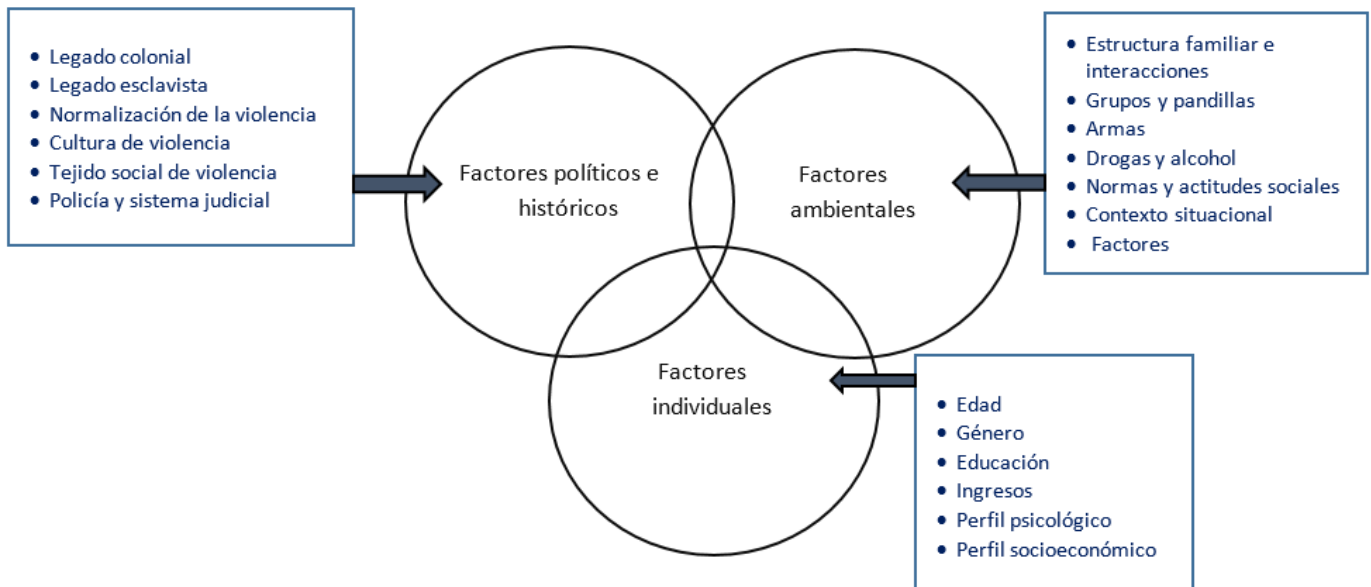 • Legado colonial
• Legado esclavista
• Normalización de la violencia
• Cultura de violencia
• Tejido social de violencia
• Policía y sistema judicial
Factores políticos e
históricos
Factores
ambientales
• Estructura familiar e
interacciones
• Grupos y pandillas
• Armas
• Drogas y alcohol
• Normas y actitudes sociales
• Contexto situacional
• Factores
Factores
individuales
• Edad
• Género
• Educación
• Ingresos
• Perfil psicológico
• Perfil socioeconómico